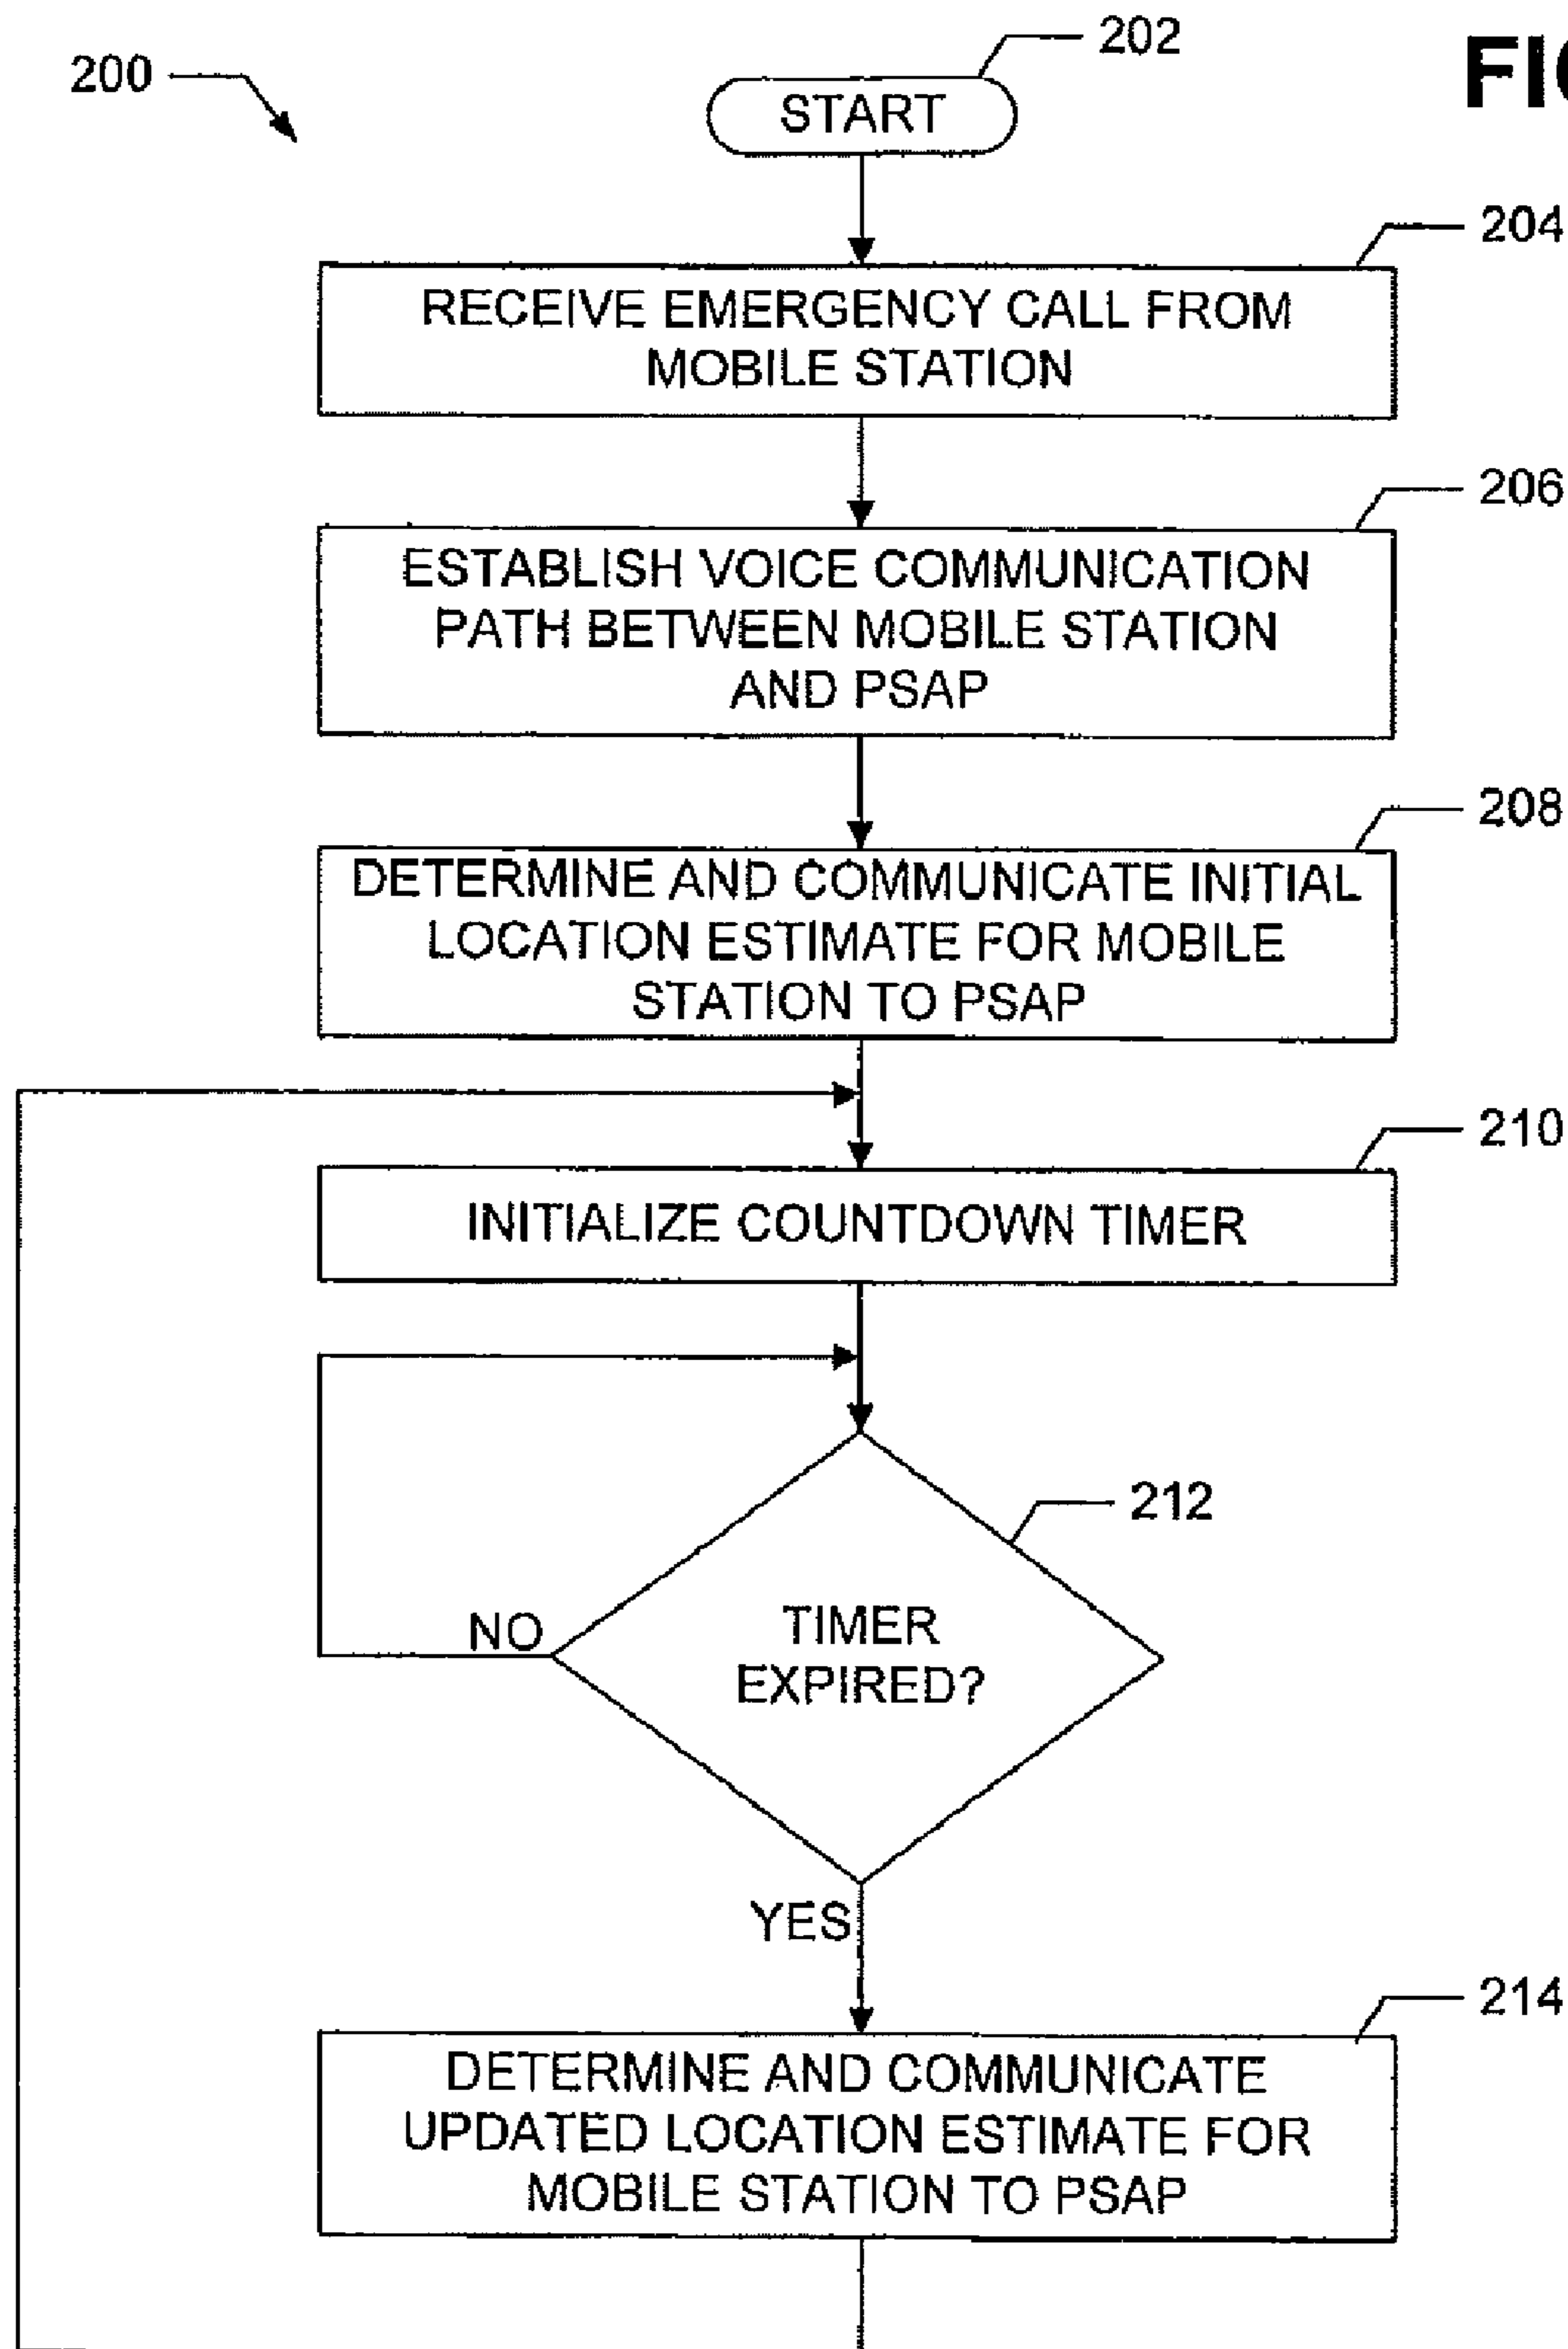 200
202
FIG
START
204
RECEIVE EMERGENCY CALL FROM
MOBILE STATION
206
ESTABLISH VOICE COMMUNICATION
PATH BETWEEN MOBILE STATION
AND PSAP
208
DETERMINE AND COMMUNICATE INITIAL
LOCATION ESTIMATE FOR MOBILE
STATION TO PSAP
210
INITIALIZE COUNTDOWN TIMER
212
NO
TIMER
EXPIRED?
YES
214
DETERMINE AND COMMUNICATE
UPDATED LOCATION ESTIMATE FOR
MOBILE STATION TO PSAP